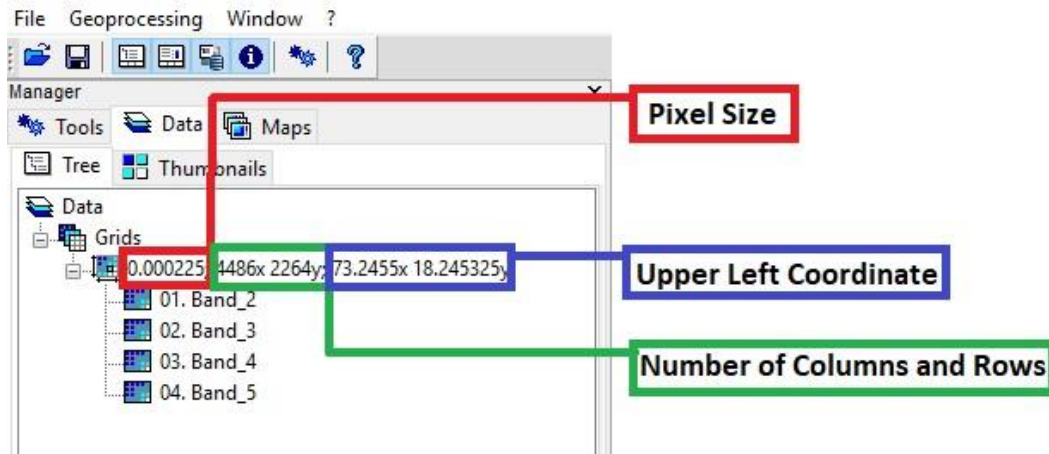 File Geoprocessing Window ?
Manager
Tools Data Maps
Tree Thumbnails
Data
Grids
0.000225; 4486x 2264y; 73.2455x 18.245325y
01. Band_2
02. Band_3
03. Band_4
04. Band_5
Pixel Size
Upper Left Coordinate
Number of Columns and Rows